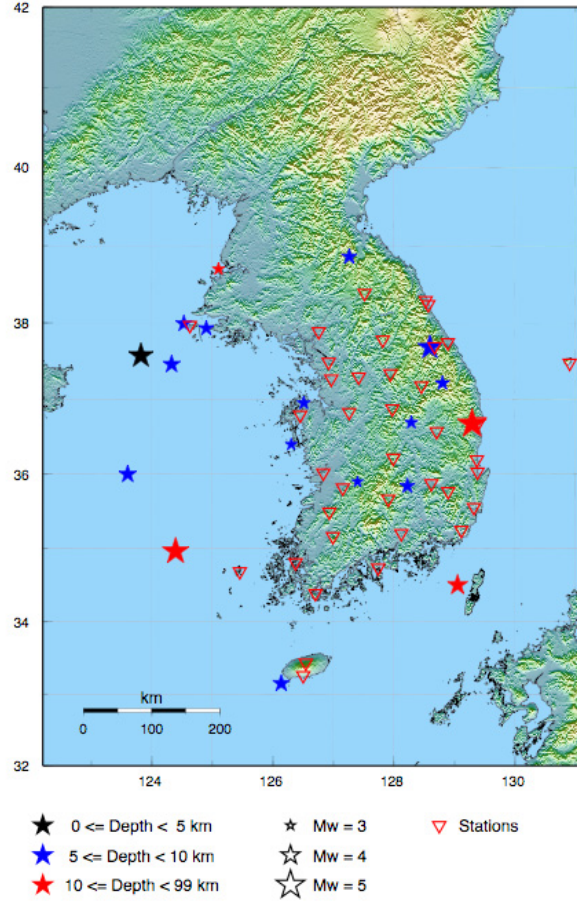 42
40
38
36
34
32
km
0 50 100 200
124 126 128 130
0 <= Depth < 5 km Mw = 3 Stations
5 <= Depth < 10 km Mw = 4
10 <= Depth < 99 km Mw = 5